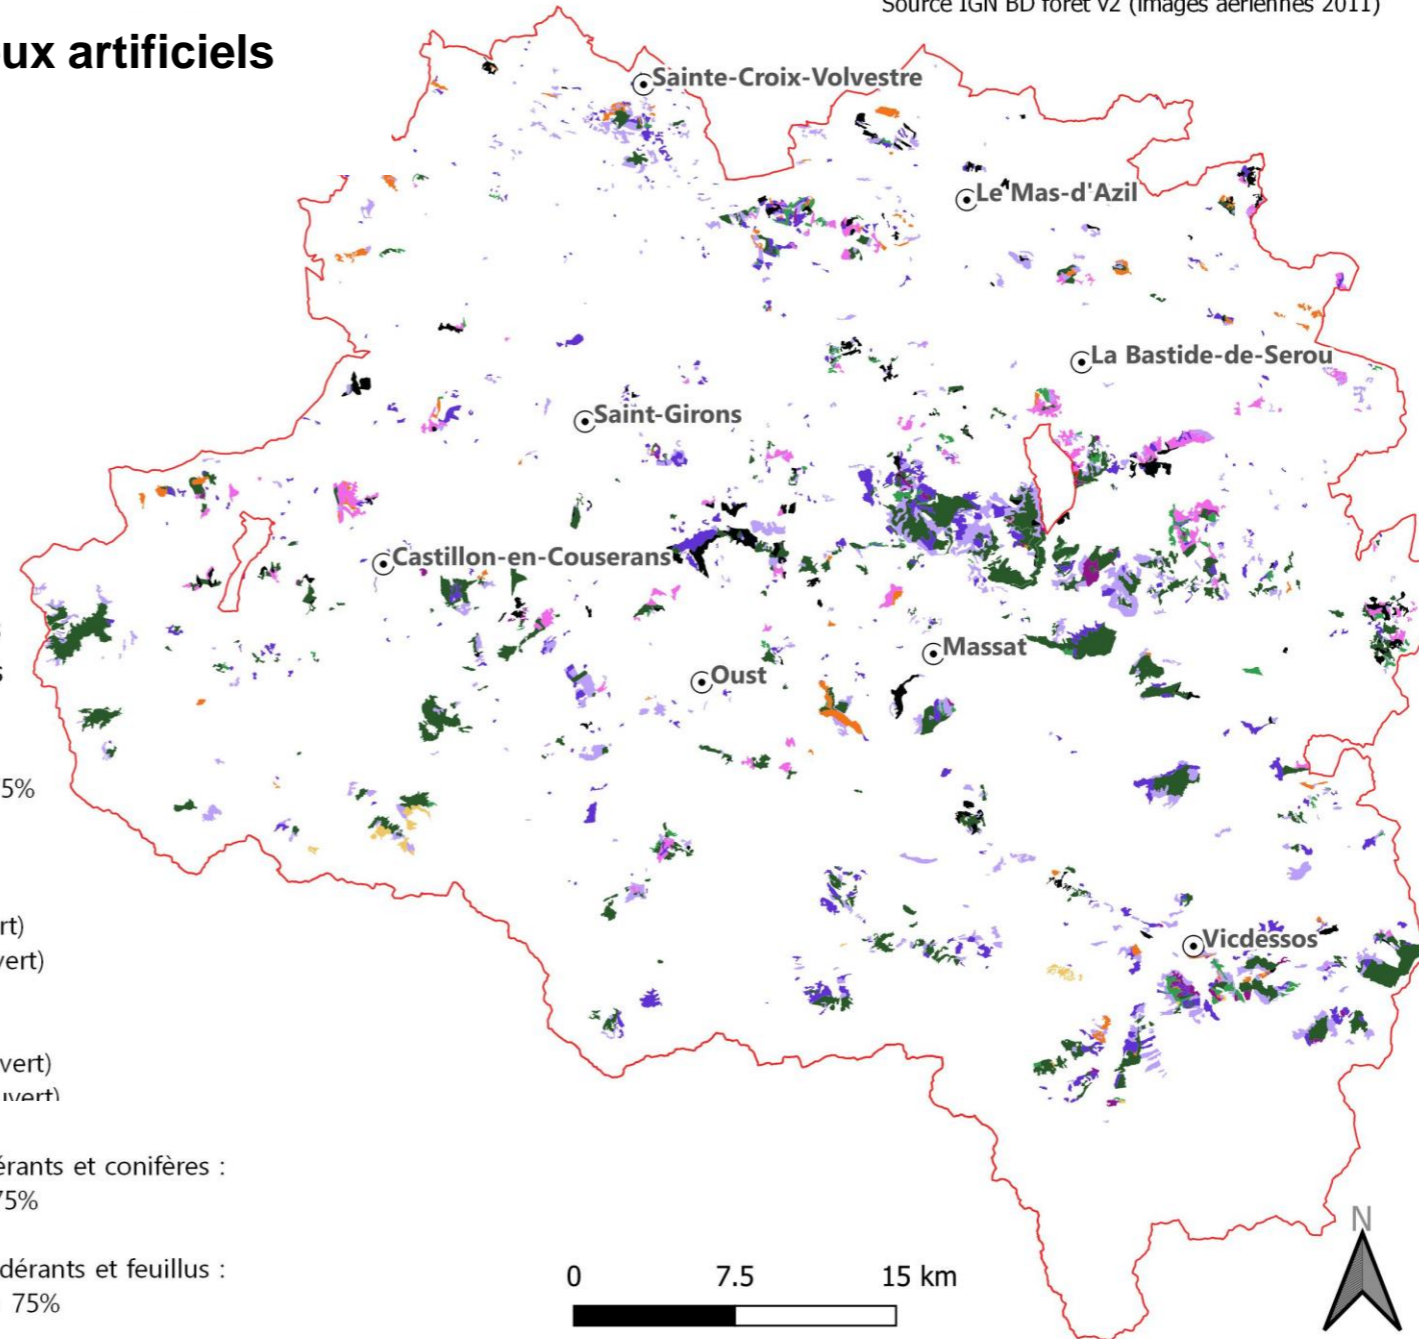 Source IGN BD forêt v2 (images aériennes 2011)
ux artificiels
Sainte-Croix-Volvestre
Le Mas-d'Azil
La Bastide-de-Serou
Saint-Girons
Castillon-en-Couserans
Massat
Oust
s
5%
rt)
vert)
Vicdessos
vert)
uvert)
érants et conifères :
75%
N
dérants et feuillus :
75%
0 7.5 15 km